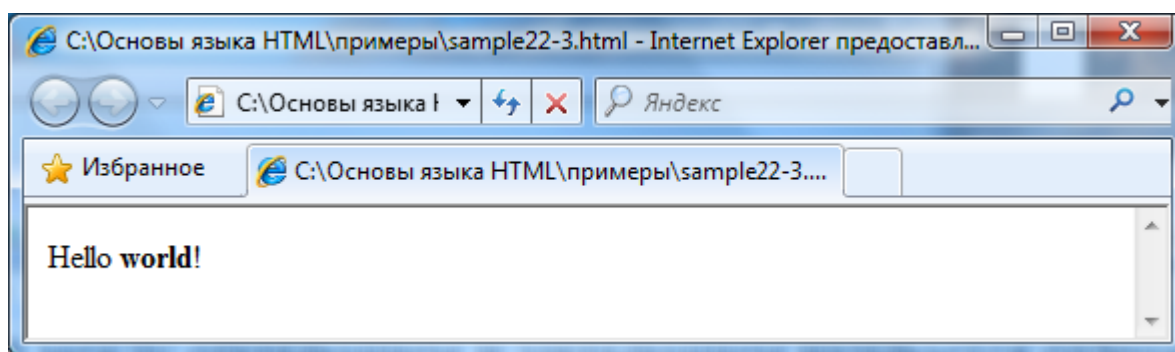 C:\Основы языка HTML\примеры\sample22-3.html - Internet Explorer предоставл...
C:\Основы языка Яндекс
Избранное C:\Основы языка HTML\примеры\sample22-3....
Hello world!